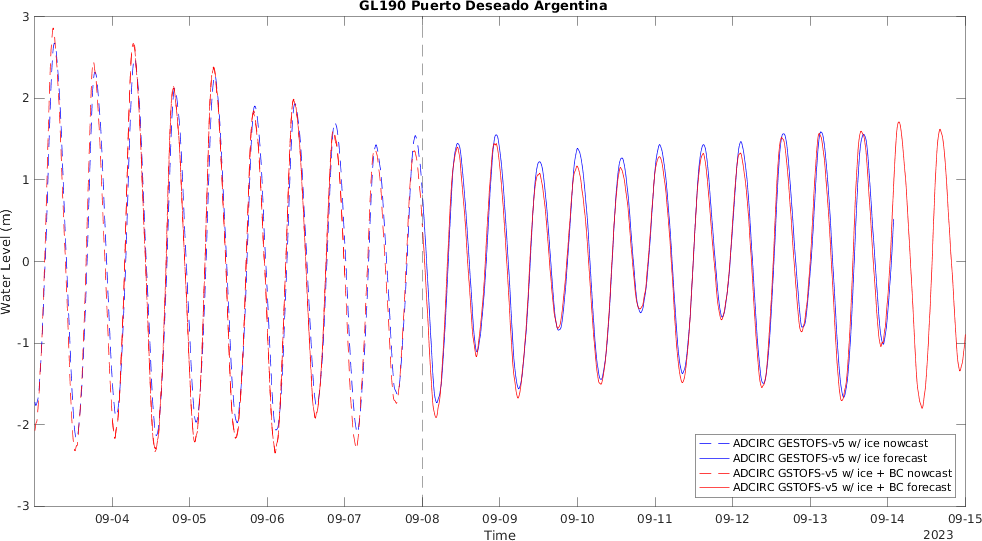 GL190 Puerto Deseado Argentina
3
2
1
0
-1
-2
-3
Water Level (m)
09-04
09-05
09-06
09-07
09-08
09-09
09-10
09-11
09-12
09-13
09-14
09-15
Time
2023
ADCIRC GESTOFS-v5 w/ ice nowcast
ADCIRC GESTOFS-v5 w/ ice forecast
ADCIRC GSTOFS-v5 w/ ice + BC nowcast
ADCIRC GSTOFS-v5 w/ ice + BC forecast